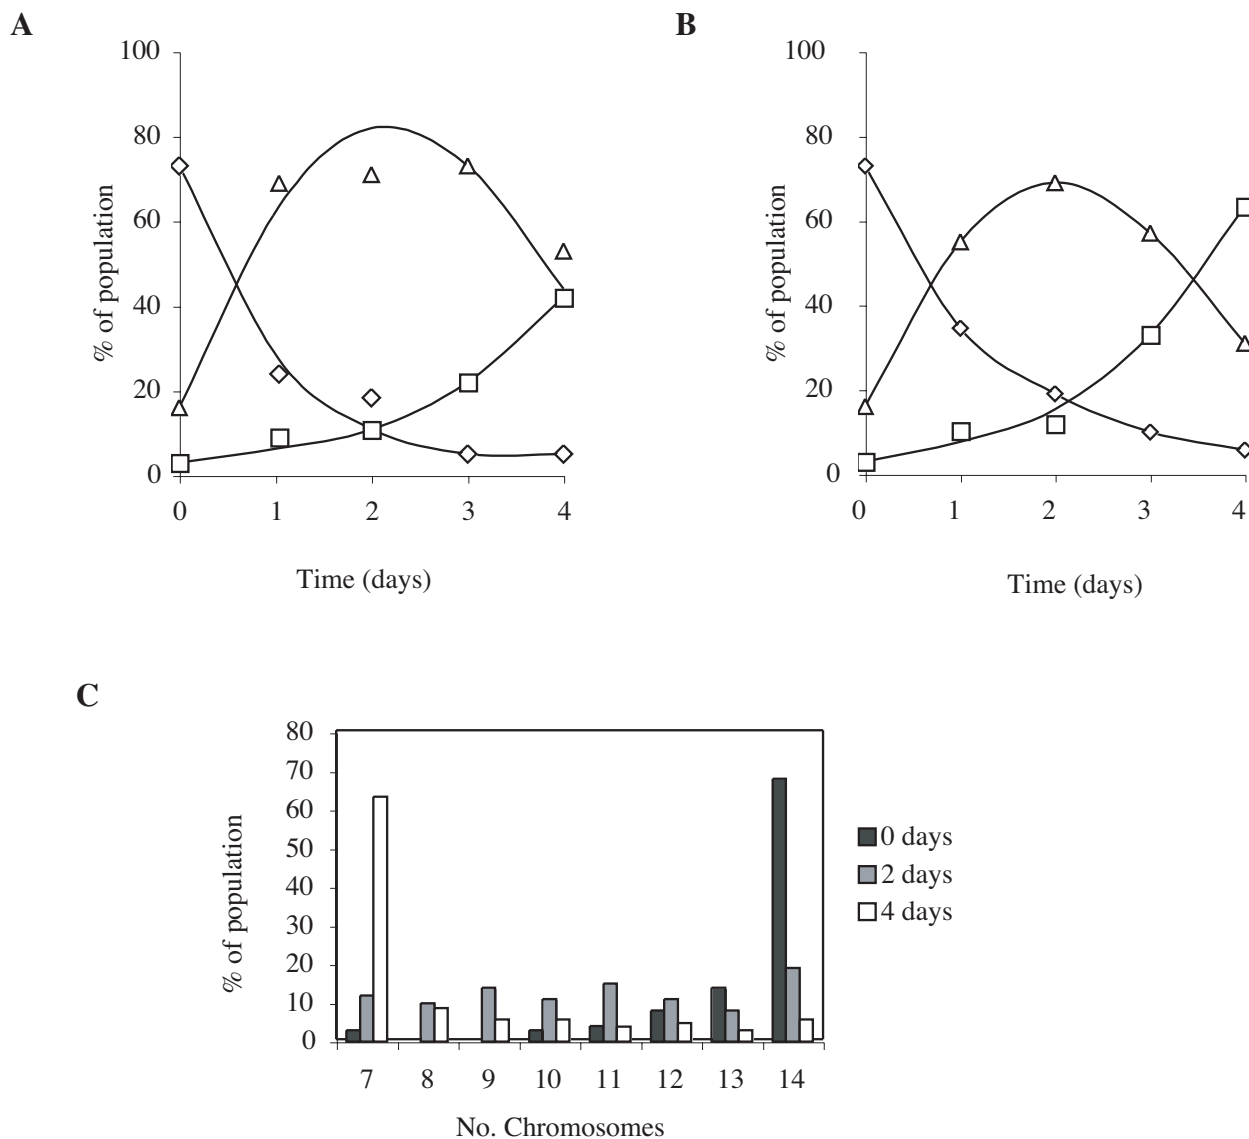 A
100
80
60
40
20
0
% of population
0 1 2 3 4
Time (days)
B
100
80
60
40
20
0
% of population
0 1 2 3 4
Time (days)
C
80
70
60
50
40
30
20
10
0
% of population
7 8 9 10 11 12 13 14
No. Chromosomes
0 days
2 days
4 days